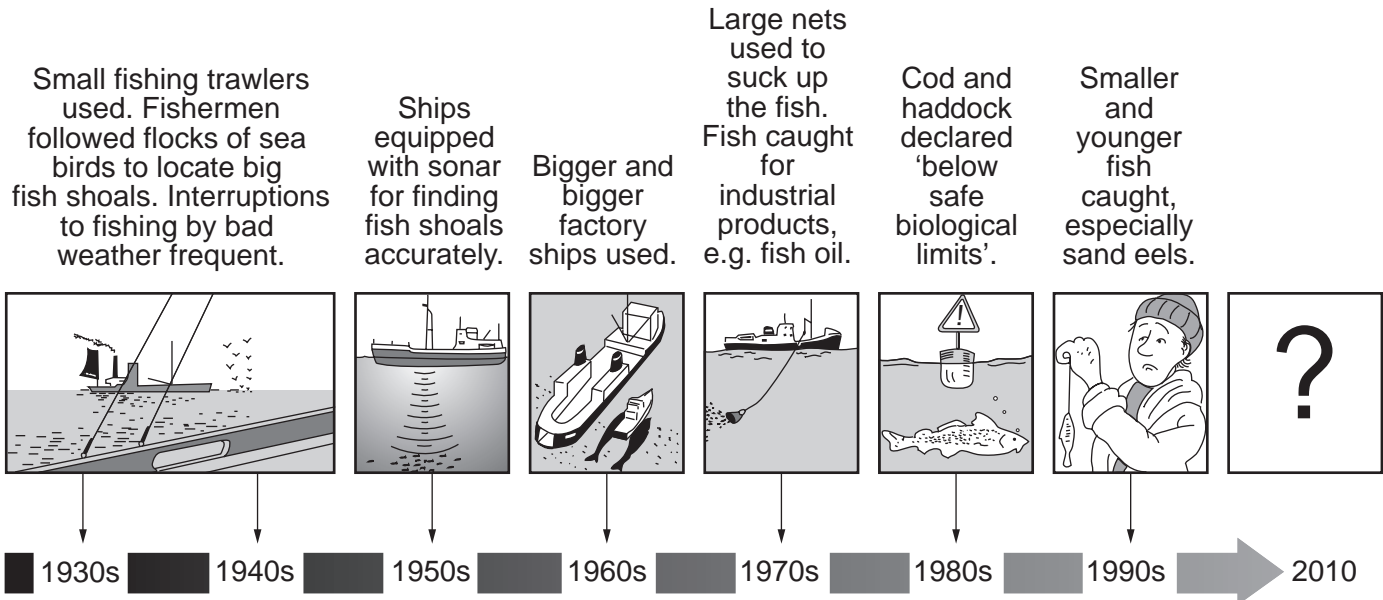 Small fishing trawlers
used. Fishermen
followed flocks of sea
birds to locate big
fish shoals. Interruptions
to fishing by bad
weather frequent.
Ships
equipped
with sonar
for finding
fish shoals
accurately.
Bigger and
bigger
factory
ships used.
Large nets
used to
suck up
the fish.
Fish caught
for
industrial
products,
e.g. fish oil.
Cod and
haddock
declared
‘below
safe
biological
limits’.
Smaller
and
younger
fish
caught,
especially
sand eels.
!
?
1930s 1940s 1950s 1960s 1970s 1980s 1990s 2010